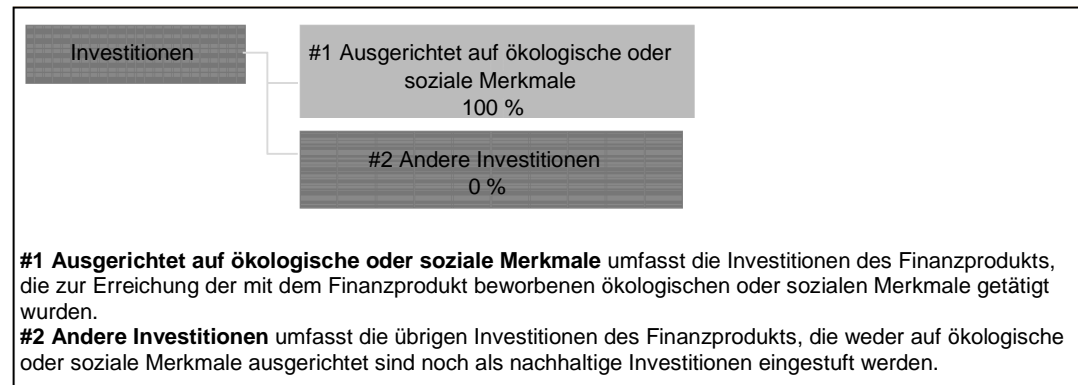 Investitionen
#1 Ausgerichtet auf ökologische oder
soziale Merkmale
100 %
#2 Andere Investitionen
0 %
#1 Ausgerichtet auf ökologische oder soziale Merkmale umfasst die Investitionen des Finanzprodukts,
die zur Erreichung der mit dem Finanzprodukt beworbenen ökologischen oder sozialen Merkmale getätigt
wurden.
#2 Andere Investitionen umfasst die übrigen Investitionen des Finanzprodukts, die weder auf ökologische
oder soziale Merkmale ausgerichtet sind noch als nachhaltige Investitionen eingestuft werden.